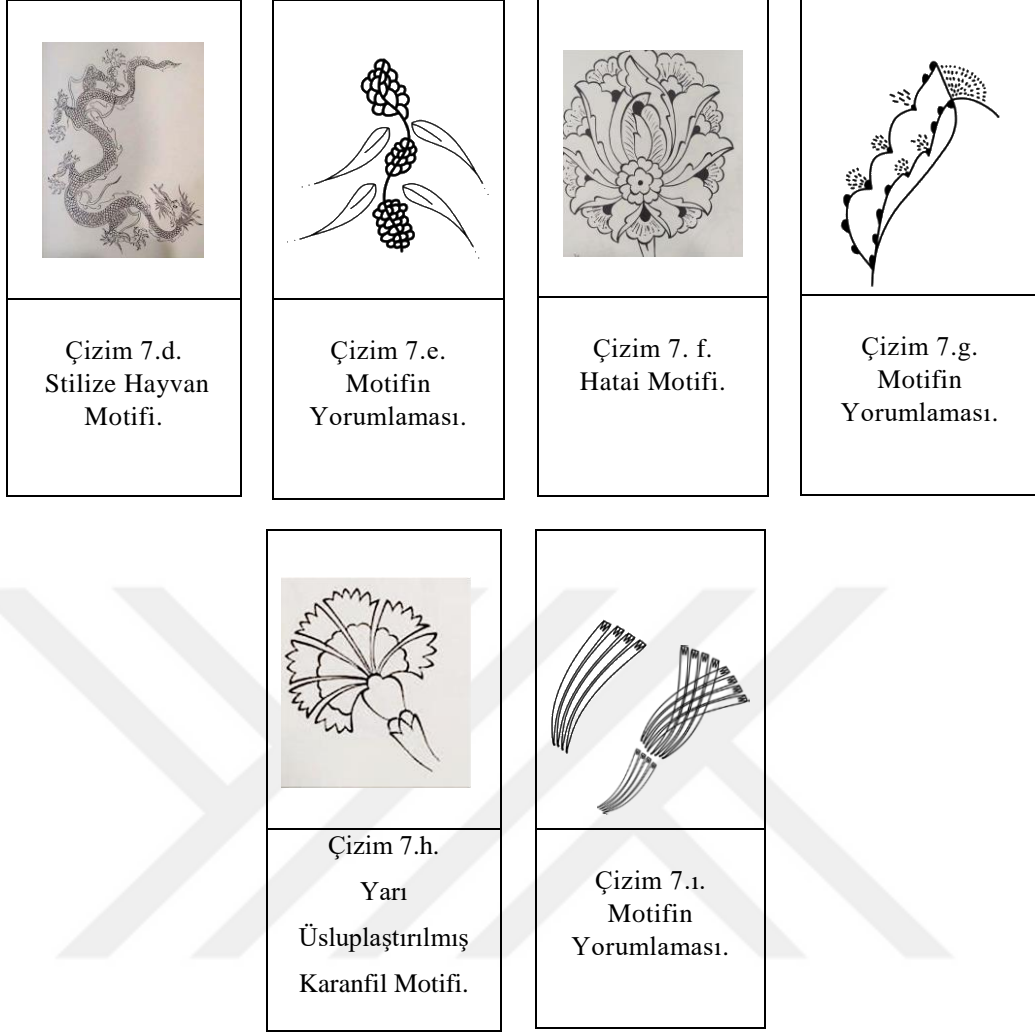 Çizim 7.d.
Stilize Hayvan
Motifi.
Çizim 7.e.
Motifin
Yorumlaması.
Çizim 7. f.
Hatai Motifi.
Çizim 7.g.
Motifin
Yorumlaması.
Çizim 7.h.
Yarı
Üsluplaştırılmış
Karanfil Motifi.
Çizim 7.ı.
Motifin
Yorumlaması.